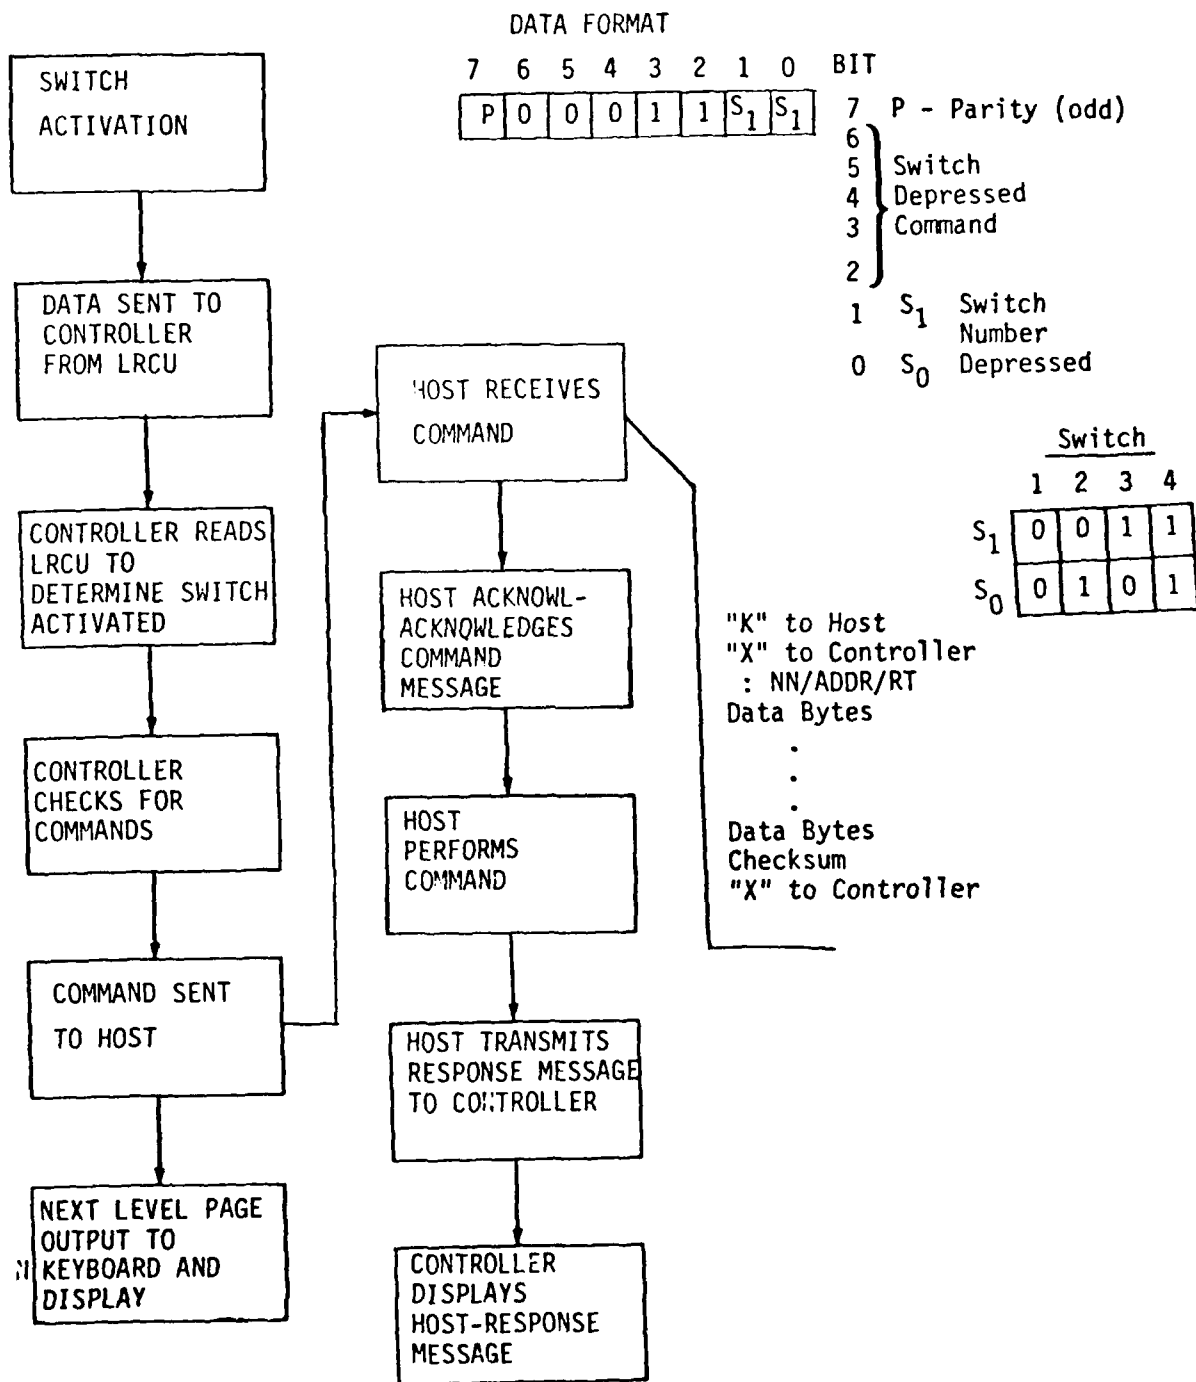 DATA FORMAT
7 6 5 4 3 2 1 0 BIT
P 0 0 0 1 1 S1 S1
7 P - Parity (odd)
6
5 Switch
4 Depressed
3 Command
2
1 S1 Switch
Number
0 S0 Depressed
Switch
1 2 3 4
S1 0 0 1 1
S0 0 1 0 1
SWITCH
ACTIVATION
DATA SENT TO
CONTROLLER
FROM LRCU
CONTROLLER READS
LRCU TO
DETERMINE SWITCH
ACTIVATED
CONTROLLER
CHECKS FOR
COMMANDS
COMMAND SENT
TO HOST
NEXT LEVEL PAGE
OUTPUT TO
KEYBOARD AND
DISPLAY
HOST RECEIVES
COMMAND
HOST ACKNOWL-
ACKNOWLEDGES
COMMAND
MESSAGE
HOST
PERFORMS
COMMAND
HOST TRANSMITS
RESPONSE MESSAGE
TO CONTROLLER
CONTROLLER
DISPLAYS
HOST-RESPONSE
MESSAGE
"K" to Host
"X" to Controller
: NN/ADDR/RT
Data Bytes
.
.
.
Data Bytes
Checksum
"X" to Controller